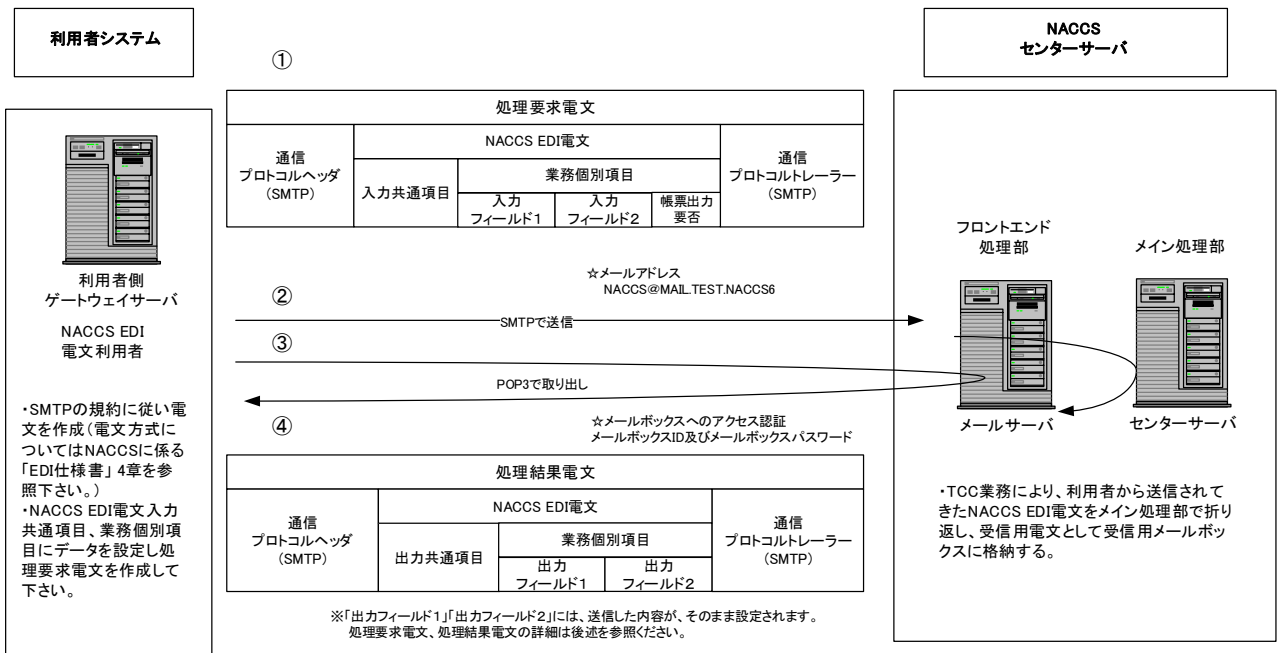 利用者システム
NACCS
センターサーバ
①
処理要求電文
通信
プロトコルヘッダ
(SMTP)
NACCS EDI電文
入力共通項目
業務個別項目
入力
フィールド1
入力
フィールド2
帳票出力
要否
通信
プロトコルトレーラー
(SMTP)
利用者側
ゲートウェイサーバ
NACCS EDI
電文利用者
・SMTPの規約に従い電
文を作成(電文方式に
ついてはNACCSに係る
「EDI仕様書」 4章を参
照下さい。)
・NACCS EDI電文入力
共通項目、業務個別項
目にデータを設定し処
理要求電文を作成して
下さい。
②
☆メールアドレス
NACCS@MAIL.TEST.NACCS6
SMTPで送信
③
POP3で取り出し
④
☆メールボックスへのアクセス認証
メールボックスID及びメールボックスパスワード
処理結果電文
通信
プロトコルヘッダ
(SMTP)
NACCS EDI電文
出力共通項目
業務個別項目
出力
フィールド1
出力
フィールド2
通信
プロトコルトレーラー
(SMTP)
※「出力フィールド1」「出力フィールド2」には、送信した内容が、そのまま設定されます。
処理要求電文、処理結果電文の詳細は後述を参照ください。
フロントエンド
処理部
メイン処理部
メールサーバ
センターサーバ
・TCC業務により、利用者から送信されて
きたNACCS EDI電文をメイン処理部で折り
返し、受信用電文として受信用メールボッ
クスに格納する。